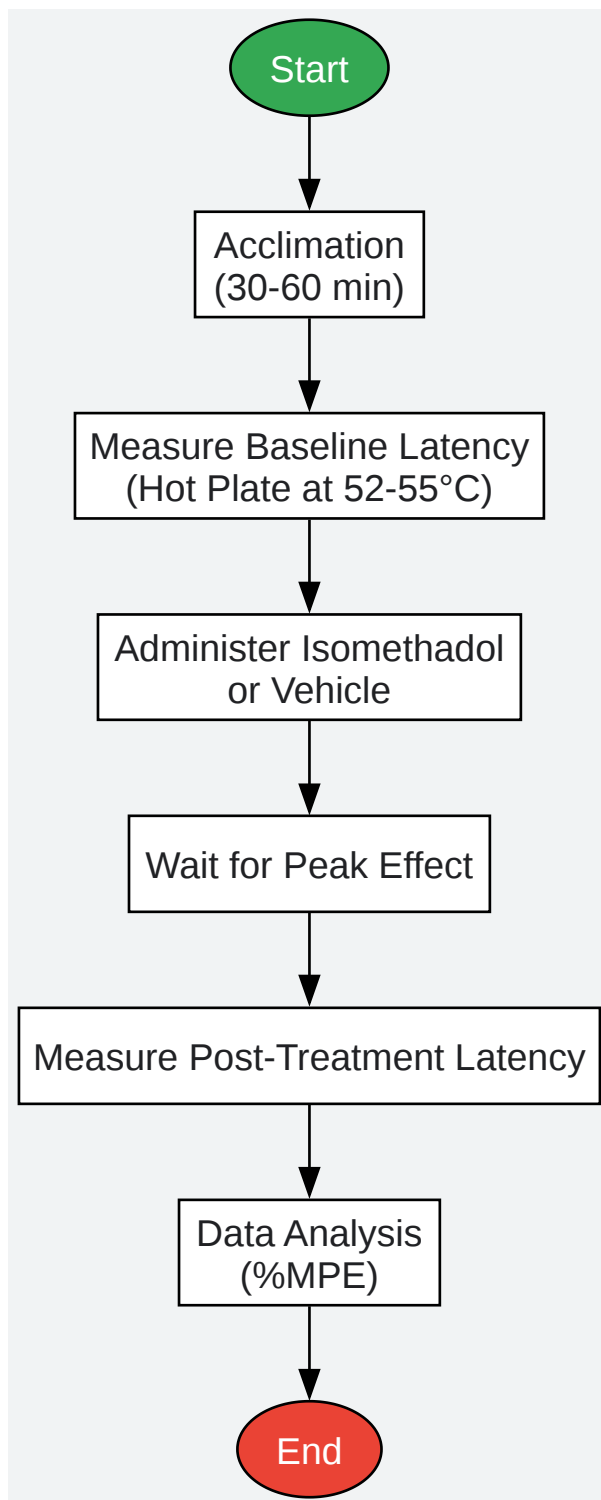 Start
Acclimation
(30-60 min)
Measure Baseline Latency
(Hot Plate at 52-55°C)
Administer Isomethadol
or Vehicle
Wait for Peak Effect
Measure Post-Treatment Latency
Data Analysis
(%MPE)
End